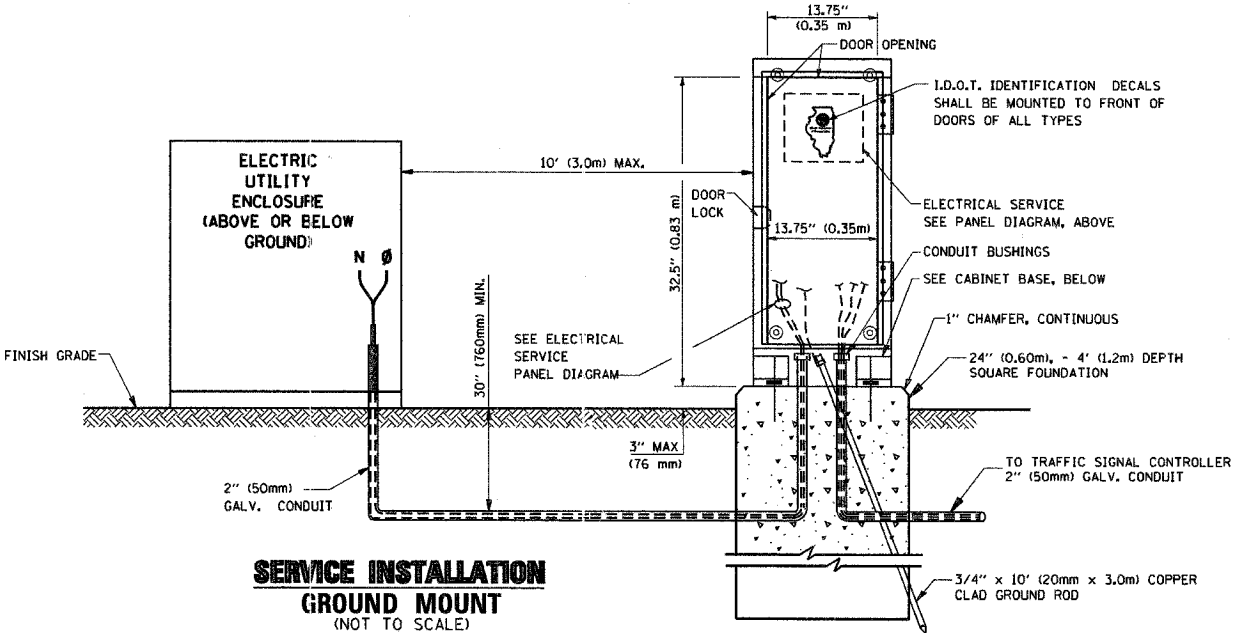 13.75"
(0.35 m)
DOOR OPENING
I.D.O.T. IDENTIFICATION DECALS
SHALL BE MOUNTED TO FRONT OF
DOORS OF ALL TYPES
ELECTRIC
UTILITY
ENCLOSURE
(ABOVE OR BELOW
GROUND)
N Ø
10' (3.0m) MAX.
DOOR
LOCK
32.5" (0.83 m)
13.75" (0.35m)
ELECTRICAL SERVICE
SEE PANEL DIAGRAM, ABOVE
CONDUIT BUSHINGS
SEE CABINET BASE, BELOW
1" CHAMFER, CONTINUOUS
24" (0.60m), - 4' (1.2m) DEPTH
SQUARE FOUNDATION
SEE ELECTRICAL
SERVICE
PANEL DIAGRAM
30" (760mm) MIN.
FINISH GRADE
3" MAX
(76 mm)
2" (50mm)
GALV. CONDUIT
TO TRAFFIC SIGNAL CONTROLLER
2" (50mm) GALV. CONDUIT
3/4" x 10' (20mm x 3.0m) COPPER
CLAD GROUND ROD
SERVICE INSTALLATION
GROUND MOUNT
(NOT TO SCALE)